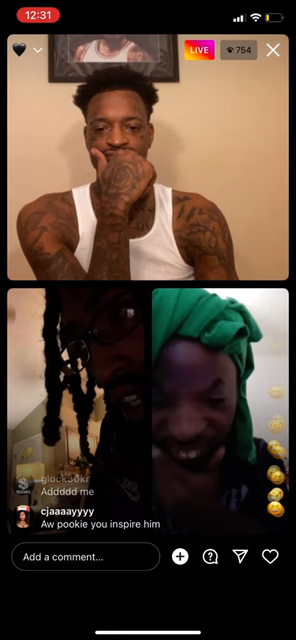 12:31
LIVE
754
glock30kr
Addddd me
cjaaaayyyy
Aw pookie you inspire him
Add a comment...